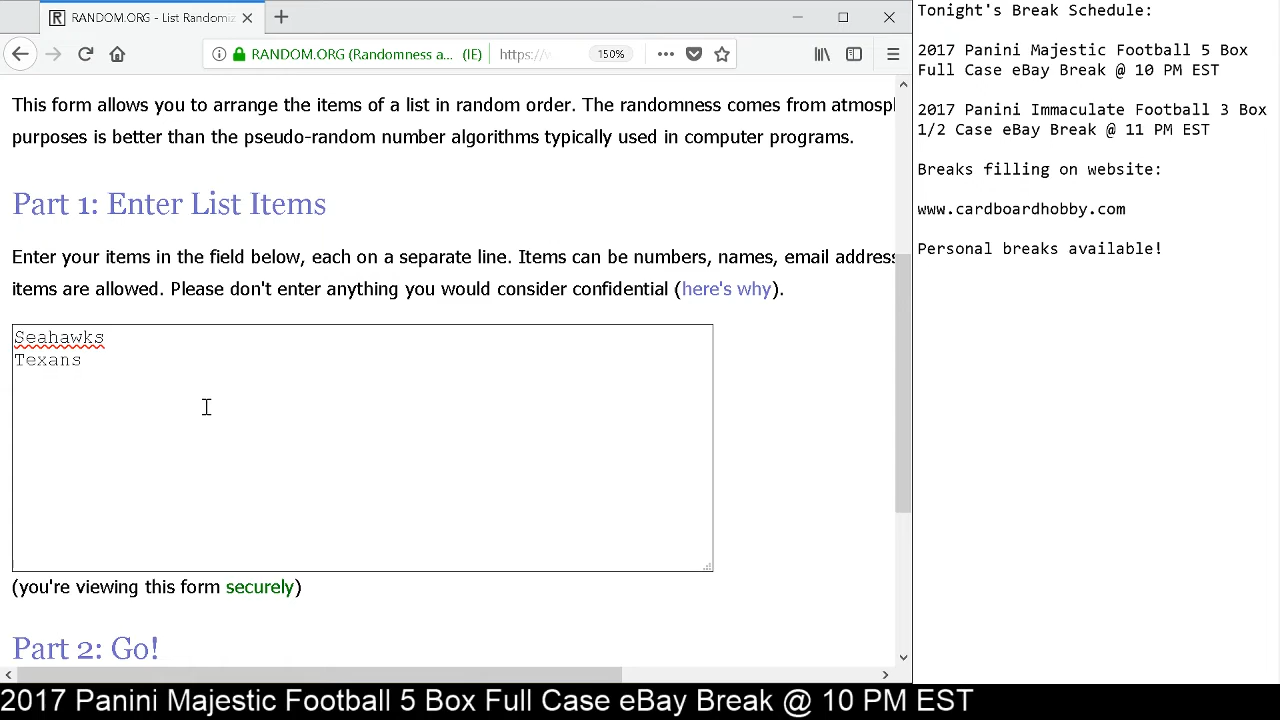 RANDOM.ORG - List Randomiz
RANDOM.ORG (Randomness a... (IE) https:// 150%
This form allows you to arrange the items of a list in random order. The randomness comes from atmosph
purposes is better than the pseudo-random number algorithms typically used in computer programs.
Part 1: Enter List Items
Enter your items in the field below, each on a separate line. Items can be numbers, names, email address
items are allowed. Please don't enter anything you would consider confidential (here's why).
Seahawks
Texans
(you're viewing this form securely)
Part 2: Go!
Tonight's Break Schedule:
2017 Panini Majestic Football 5 Box
Full Case eBay Break @ 10 PM EST
2017 Panini Immaculate Football 3 Box
1/2 Case eBay Break @ 11 PM EST
Breaks filling on website:
www.cardboardhobby.com
Personal breaks available!
2017 Panini Majestic Football 5 Box Full Case eBay Break @ 10 PM EST